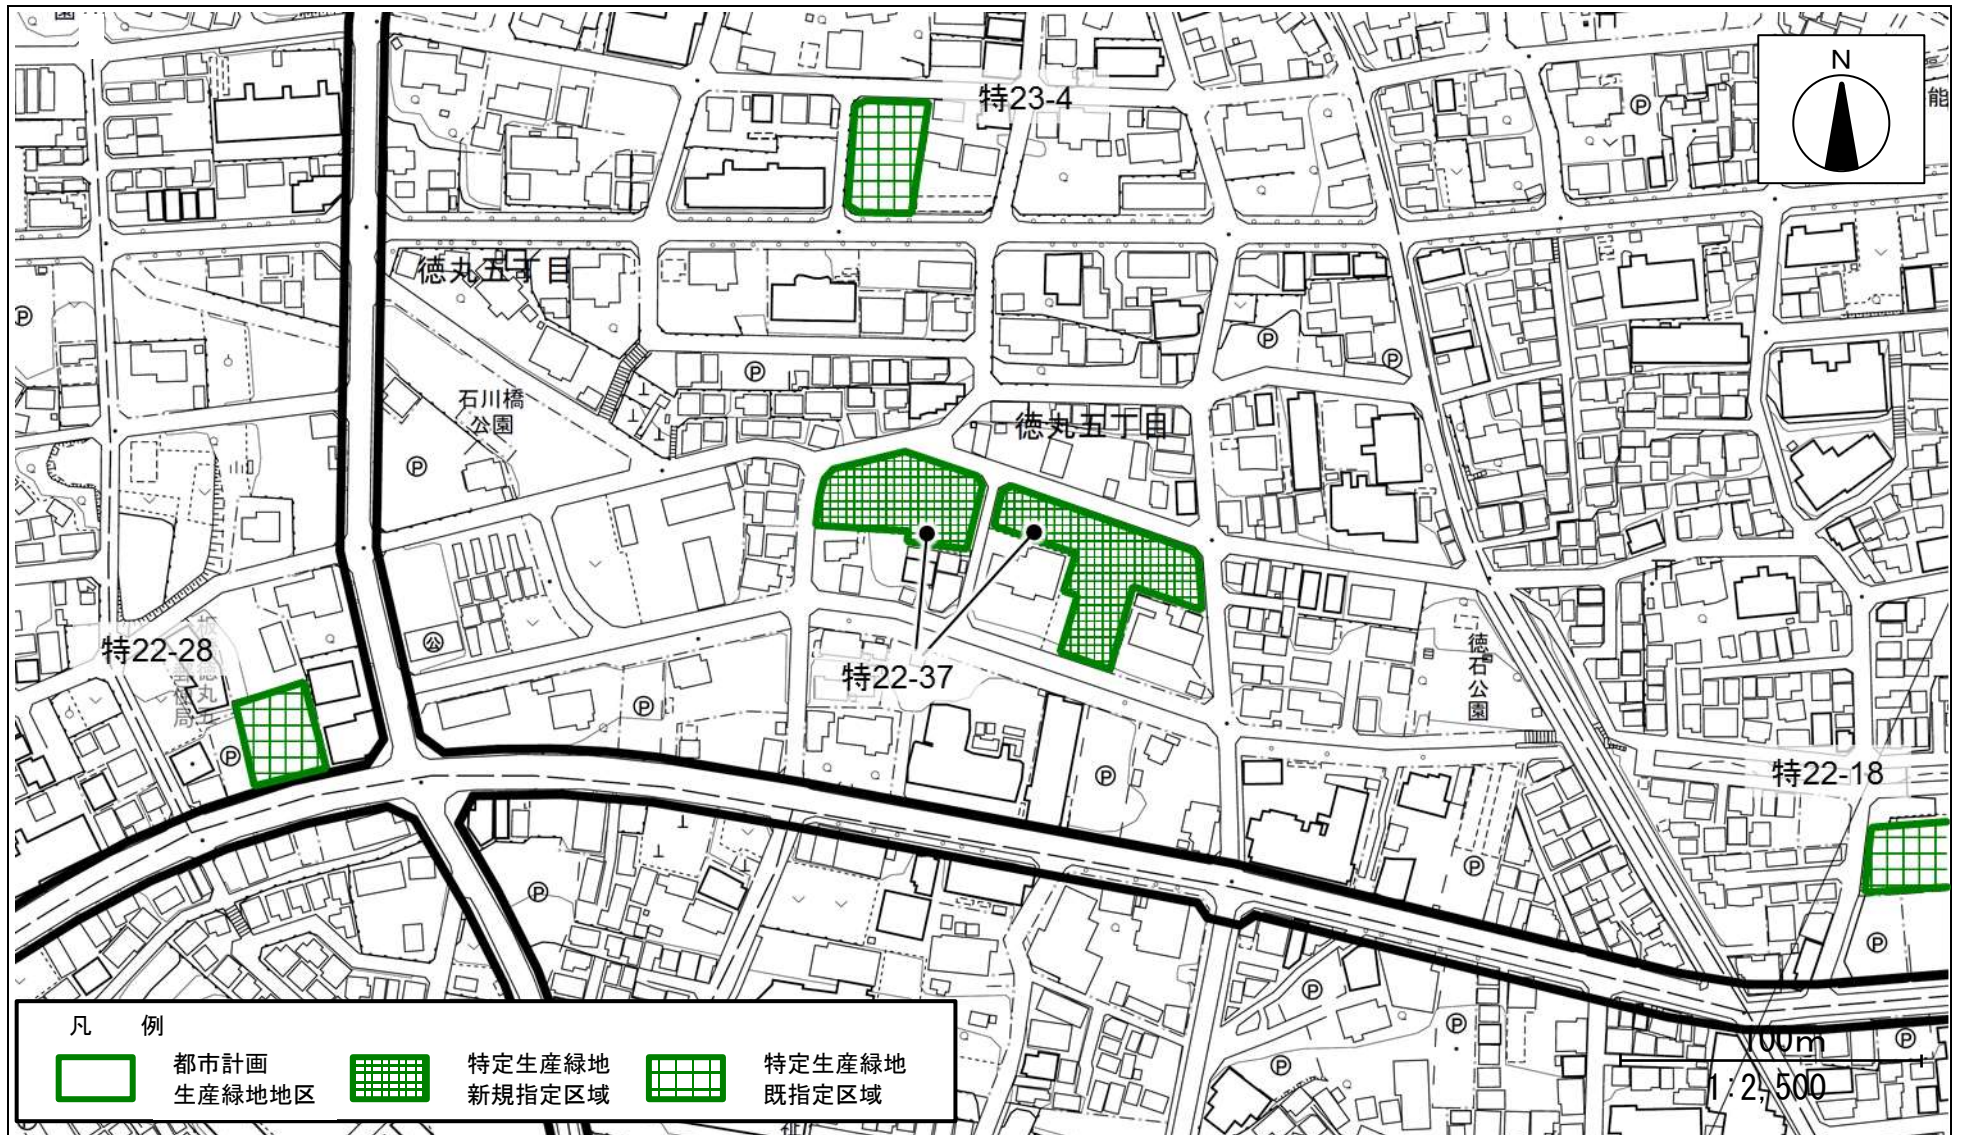 特23-4
N
能
徳丸五丁目
P
P
P
P
P
石川橋
公園
徳丸五丁目
P
公
特22-28
特22-37
徳石公園
P
P
P
特22-18
P
P
P
P
P
P
P
凡 例
都市計画
生産緑地地区
特定生産緑地
新規指定区域
特定生産緑地
既指定区域
100m
1:2,500